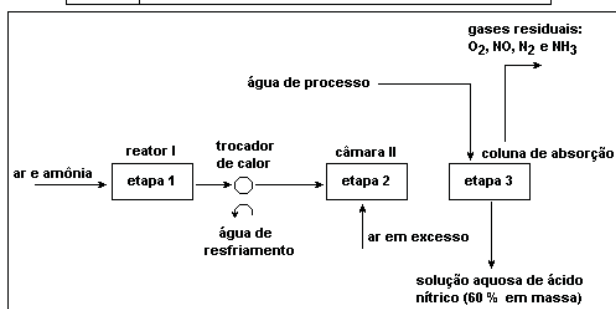 gases residuais:
O2, NO, N2 e NH3
água de processo
reator I
trocador
de calor
câmara II
coluna de absorção
ar e amônia
etapa 1
etapa 2
etapa 3
água de
resfriamento
ar em excesso
solução aquosa de ácido
nítrico (60 % em massa)